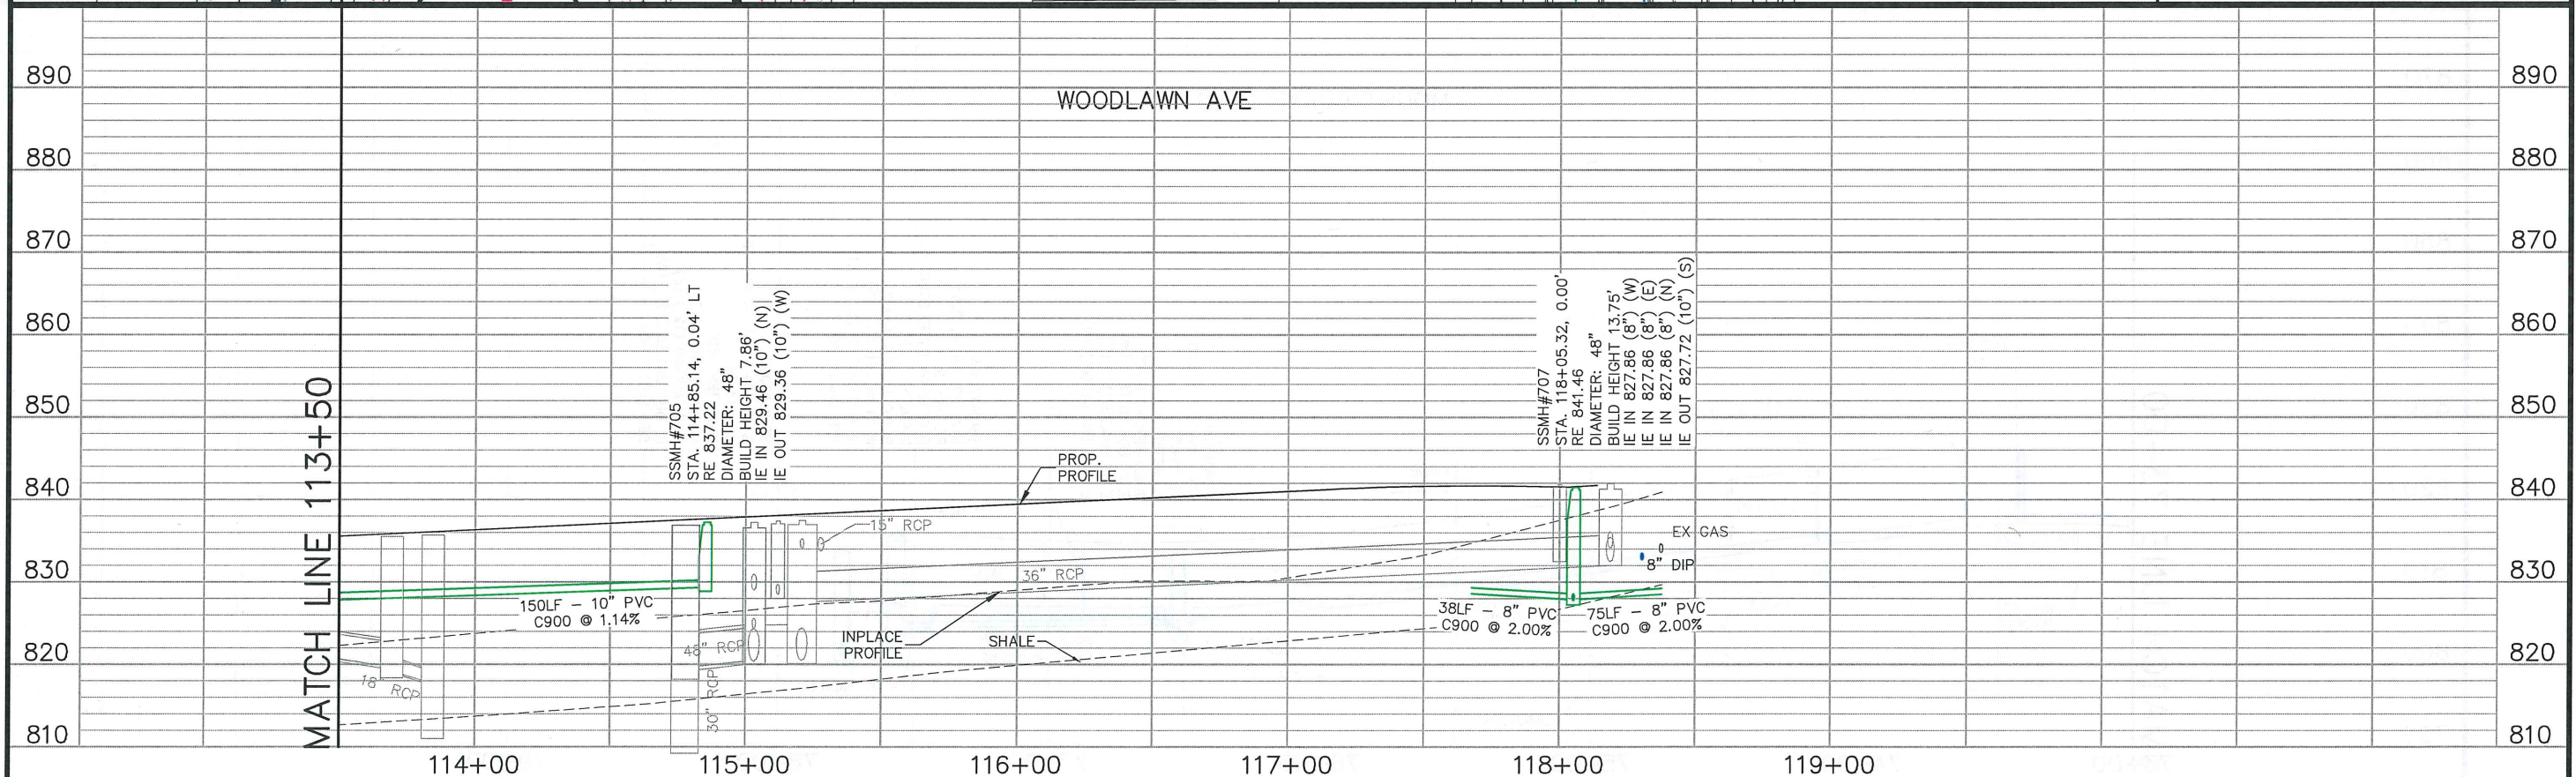 WOODLAWN AVE
890
890
880
880
870
870
860
860
850
850
840
840
830
830
820
820
810
810
MATCH LINE 113+50
SSMH#705
STA. 114+85.14, 0.04' LT
RE 837.22
DIAMETER: 48"
BUILD HEIGHT 7.86'
IE IN 829.46 (10") (N)
IE OUT 829.36 (10") (W)
SSMH#707
STA. 118+05.32, 0.00'
RE 841.46
DIAMETER: 48"
BUILD HEIGHT 13.75'
IE IN 827.86 (8") (W)
IE IN 827.86 (8") (E)
IE IN 827.86 (8") (N)
IE OUT 827.72 (10") (S)
PROP.
PROFILE
15" RCP
EX GAS
8" DIP
36" RCP
150LF - 10" PVC
C900 @ 1.14%
38LF - 8" PVC
C900 @ 2.00%
75LF - 8" PVC
C900 @ 2.00%
INPLACE
PROFILE
SHALE
48" RCP
18" RCP
30" RCP
114+00
115+00
116+00
117+00
118+00
119+00